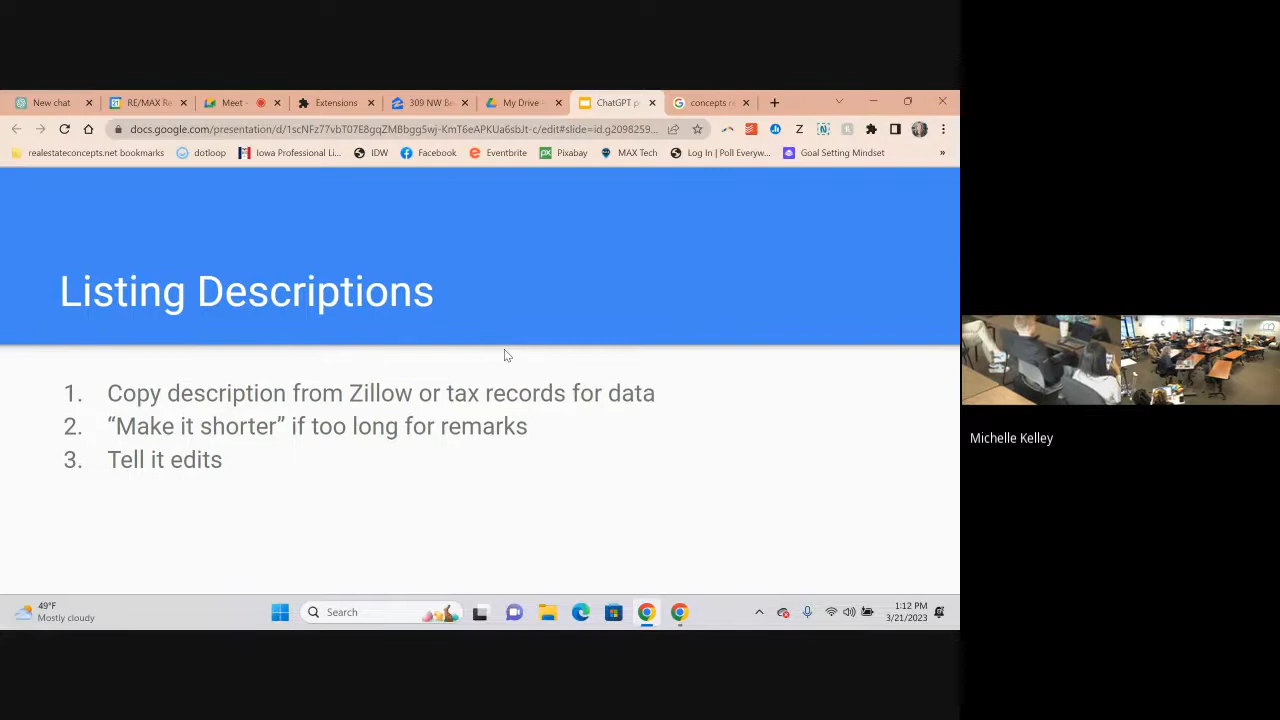 New chat
RE/MAX Re
Meet -
Extensions
309 NW Be
My Drive -
ChatGPT p
concepts re
docs.google.com/presentation/d/1scNFz77vbT07E8gqZMBbgg5wj-KmT6eAPKUa6sbJt-c/edit#slide=id.g2098259...
realestateconcepts.net bookmarks
dotloop
Iowa Professional Li...
IDW
Facebook
Eventbrite
Pixabay
MAX Tech
Log In | Poll Everyw...
Goal Setting Mindset
»
Listing Descriptions
1. Copy description from Zillow or tax records for data
2. “Make it shorter” if too long for remarks
3. Tell it edits
Michelle Kelley
49°F
Mostly cloudy
Search
1:12 PM
3/21/2023